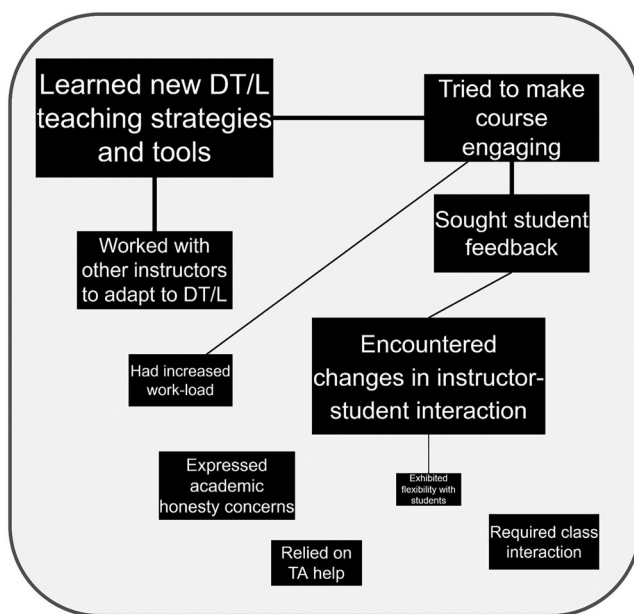 Learned new DT/L
teaching strategies
and tools
Tried to make
course
engaging
Worked with
other instructors
to adapt to DT/L
Sought student
feedback
Had increased
work-load
Encountered
changes in instructor-
student interaction
Expressed
academic
honesty concerns
Exhibited
flexibility with
students
Relied on
TA help
Required class
interaction